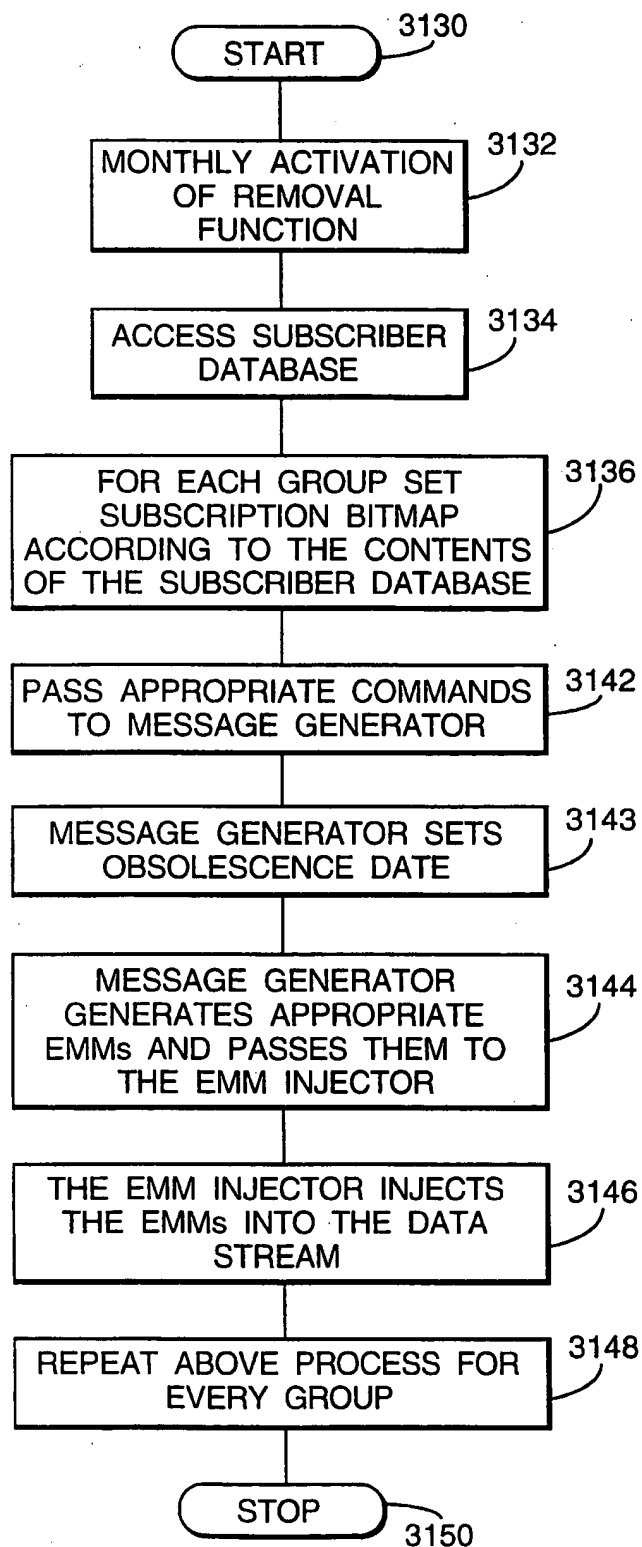 START
3130
MONTHLY ACTIVATION
OF REMOVAL
FUNCTION
3132
ACCESS SUBSCRIBER
DATABASE
3134
FOR EACH GROUP SET
SUBSCRIPTION BITMAP
ACCORDING TO THE CONTENTS
OF THE SUBSCRIBER DATABASE
3136
PASS APPROPRIATE COMMANDS
TO MESSAGE GENERATOR
3142
MESSAGE GENERATOR SETS
OBSOLESCENCE DATE
3143
MESSAGE GENERATOR
GENERATES APPROPRIATE
EMMs AND PASSES THEM TO
THE EMM INJECTOR
3144
THE EMM INJECTOR INJECTS
THE EMMs INTO THE DATA
STREAM
3146
REPEAT ABOVE PROCESS FOR
EVERY GROUP
3148
STOP
3150